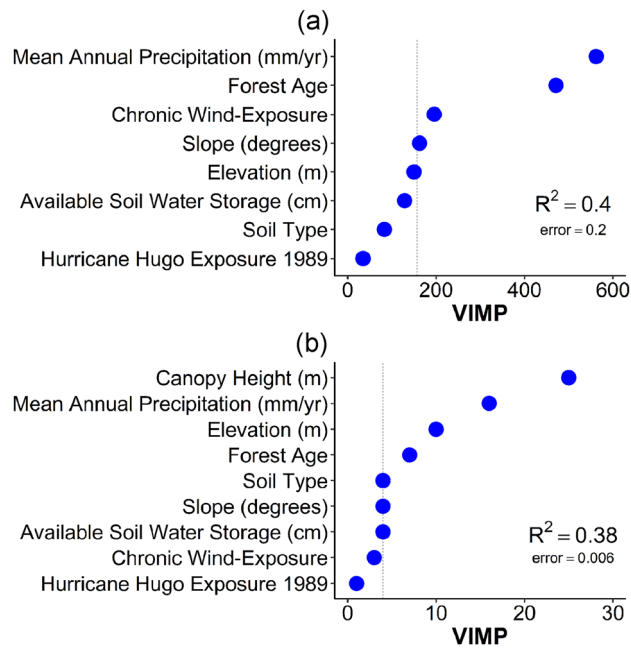 (a)
Mean Annual Precipitation (mm/yr)
Forest Age
Chronic Wind-Exposure
Slope (degrees)
Elevation (m)
Available Soil Water Storage (cm)
Soil Type
Hurricane Hugo Exposure 1989
R² = 0.4
error = 0.2
0 200 400 600
VIMP
(b)
Canopy Height (m)
Mean Annual Precipitation (mm/yr)
Elevation (m)
Forest Age
Soil Type
Slope (degrees)
Available Soil Water Storage (cm)
Chronic Wind-Exposure
Hurricane Hugo Exposure 1989
R² = 0.38
error = 0.006
0 10 20 30
VIMP